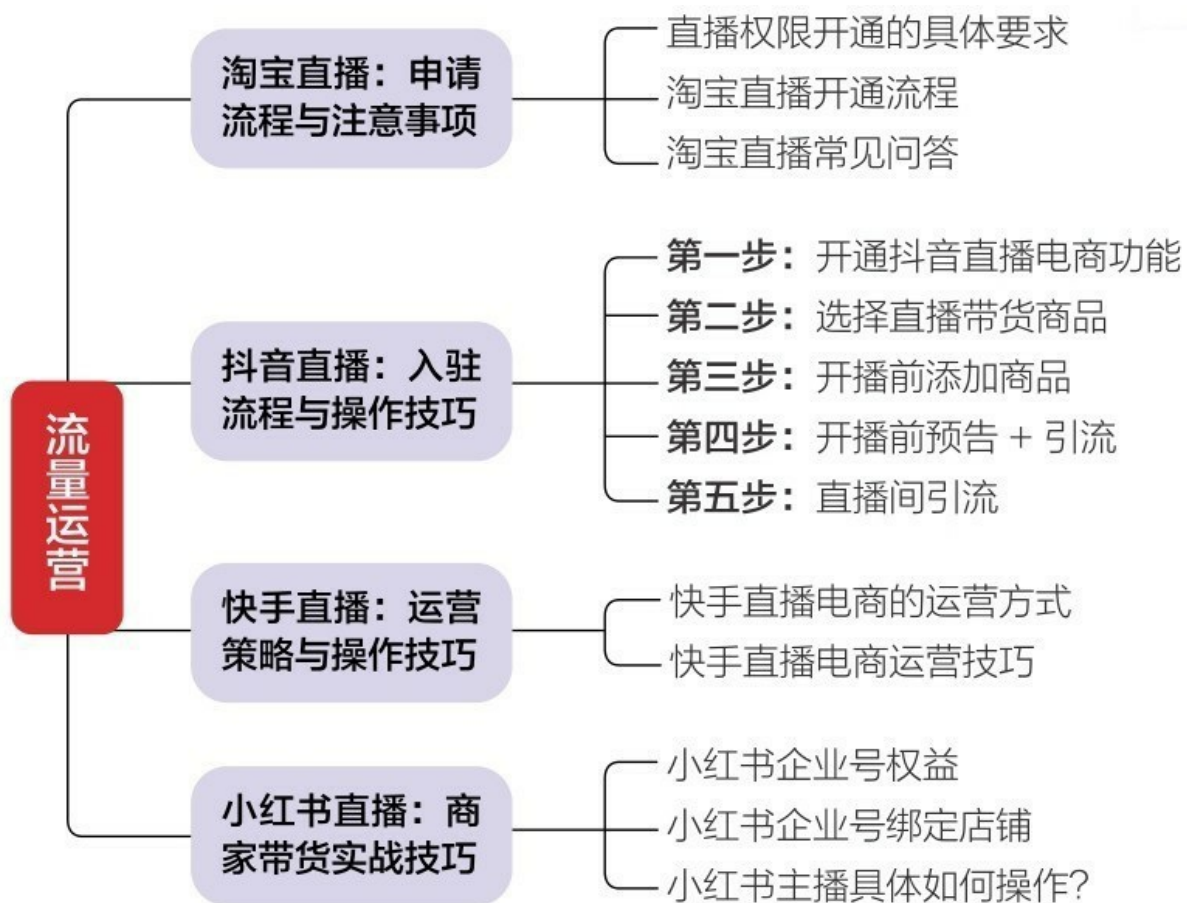 流量运营
淘宝直播：申请
流程与注意事项
直播权限开通的具体要求
淘宝直播开通流程
淘宝直播常见问答
抖音直播：入驻
流程与操作技巧
第一步：开通抖音直播电商功能
第二步：选择直播带货商品
第三步：开播前添加商品
第四步：开播前预告 + 引流
第五步：直播间引流
快手直播：运营
策略与操作技巧
快手直播电商的运营方式
快手直播电商运营技巧
小红书直播：商
家带货实战技巧
小红书企业号权益
小红书企业号绑定店铺
小红书主播具体如何操作？